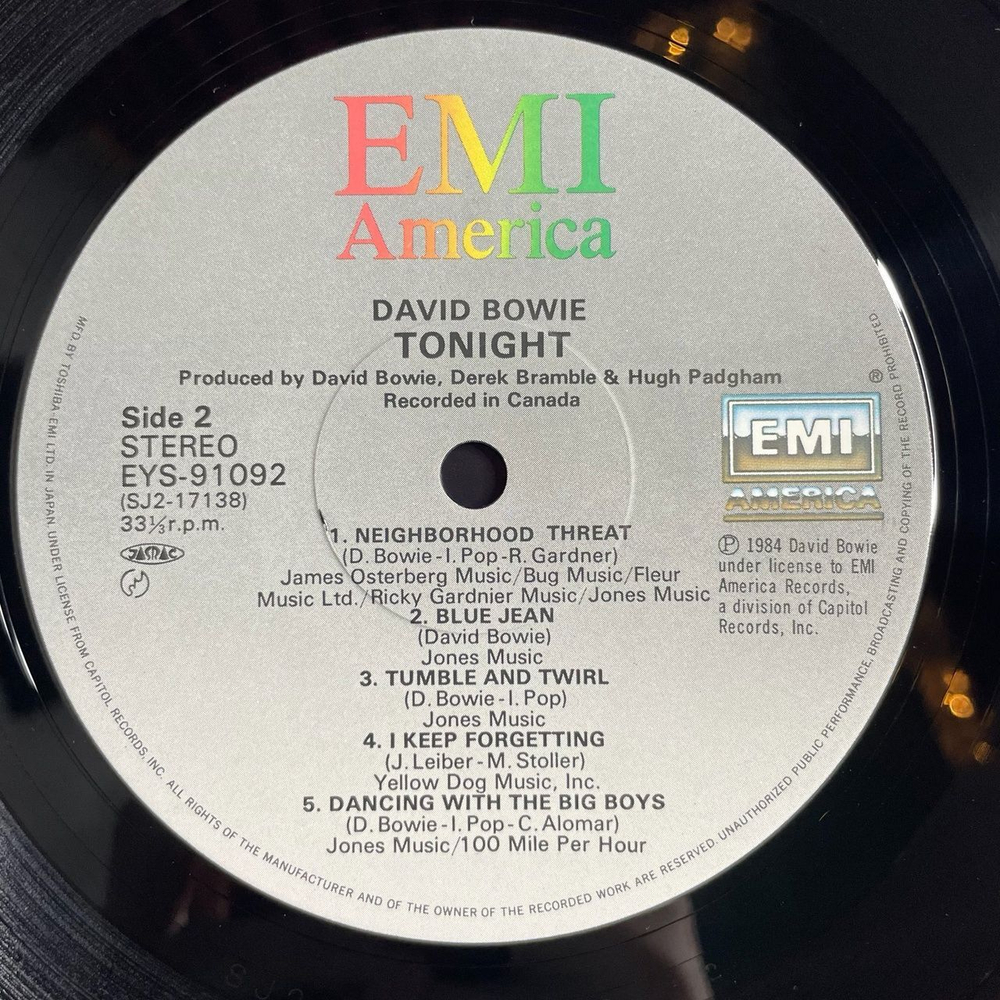 EMI
America
DAVID BOWIE
TONIGHT
Produced by David Bowie, Derek Bramble & Hugh Padgham
Recorded in Canada
Side 2
STEREO
EYS-91092
(SJ2-17138)
33⅓r.p.m.
JASRAC
®
EMI
AMERICA
Ⓟ 1984 David Bowie
under license to EMI
America Records,
a division of Capitol
Records, Inc.
1. NEIGHBORHOOD THREAT
(D. Bowie-I. Pop-R. Gardner)
James Osterberg Music/Bug Music/Fleur
Music Ltd./Ricky Gardnier Music/Jones Music
2. BLUE JEAN
(David Bowie)
Jones Music
3. TUMBLE AND TWIRL
(D. Bowie-I. Pop)
Jones Music
4. I KEEP FORGETTING
(J. Leiber-M. Stoller)
Yellow Dog Music, Inc.
5. DANCING WITH THE BIG BOYS
(D. Bowie-I. Pop-C. Alomar)
Jones Music/100 Mile Per Hour
MFD. BY TOSHIBA-EMI LTD. IN JAPAN UNDER LICENSE FROM CAPITOL RECORDS, INC. ALL RIGHTS OF THE MANUFACTURER AND OF THE OWNER OF THE RECORDED WORK ARE RESERVED. UNAUTHORIZED PUBLIC PERFORMANCE, BROADCASTING AND COPYING OF THE RECORD PROHIBITED